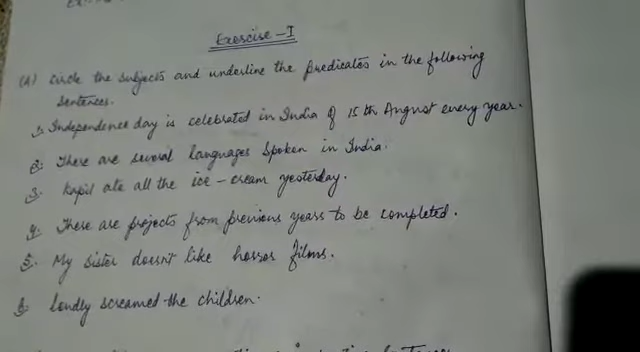 Exercise - I
(A) Circle the subjects and underline the predicates in the following
sentences.
1. Independence day is celebrated in India of 15th August every year.
2. There are several languages spoken in India.
3. Kapil ate all the ice-cream yesterday.
4. There are projects from previous years to be completed.
5. My sister doesn't like horror films.
6. loudly screamed the children.